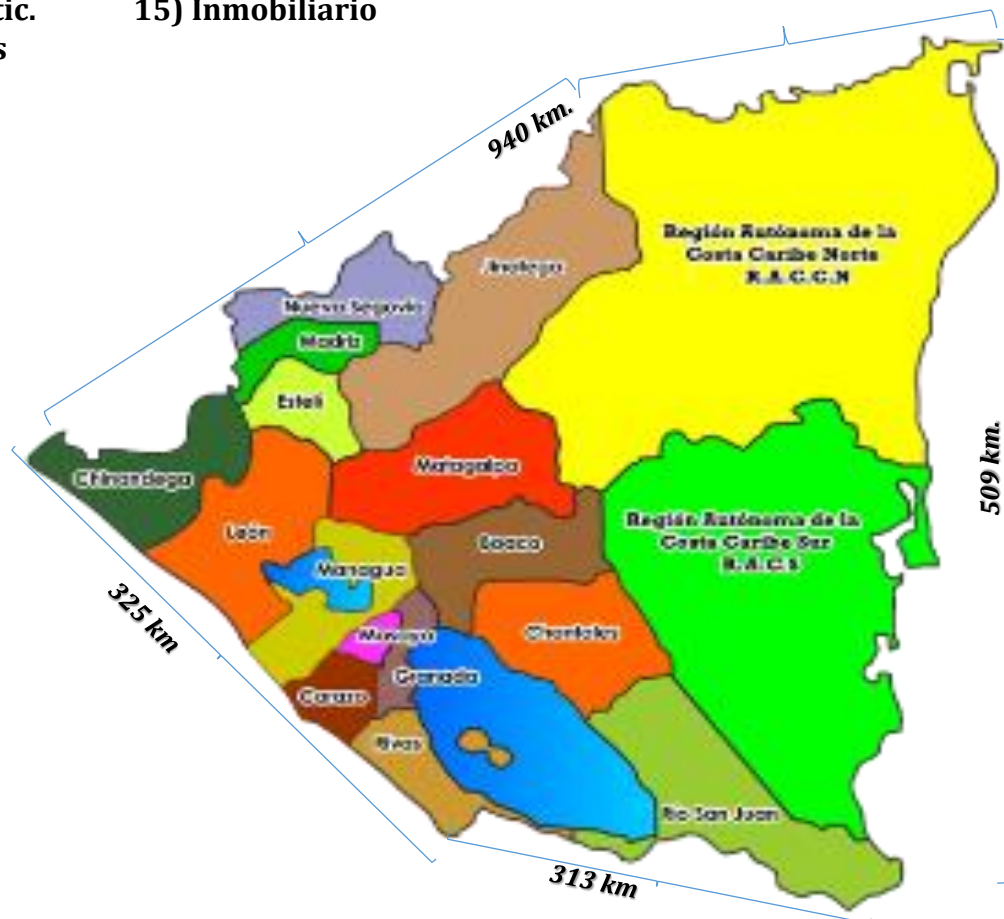 tic.
15) Inmobiliario
s
940 km.
Región Autónoma de la
Costa Caribe Norte
R.A.C.C.N
Jinotega
Nueva Segovia
Madriz
Estelí
Chinandega
Matagalpa
509 km.
León
Región Autónoma de la
Costa Caribe Sur
R.A.C.S
Boaco
Managua
325 km
Masaya
Chontales
Granada
Carazo
Rivas
Río San Juan
313 km